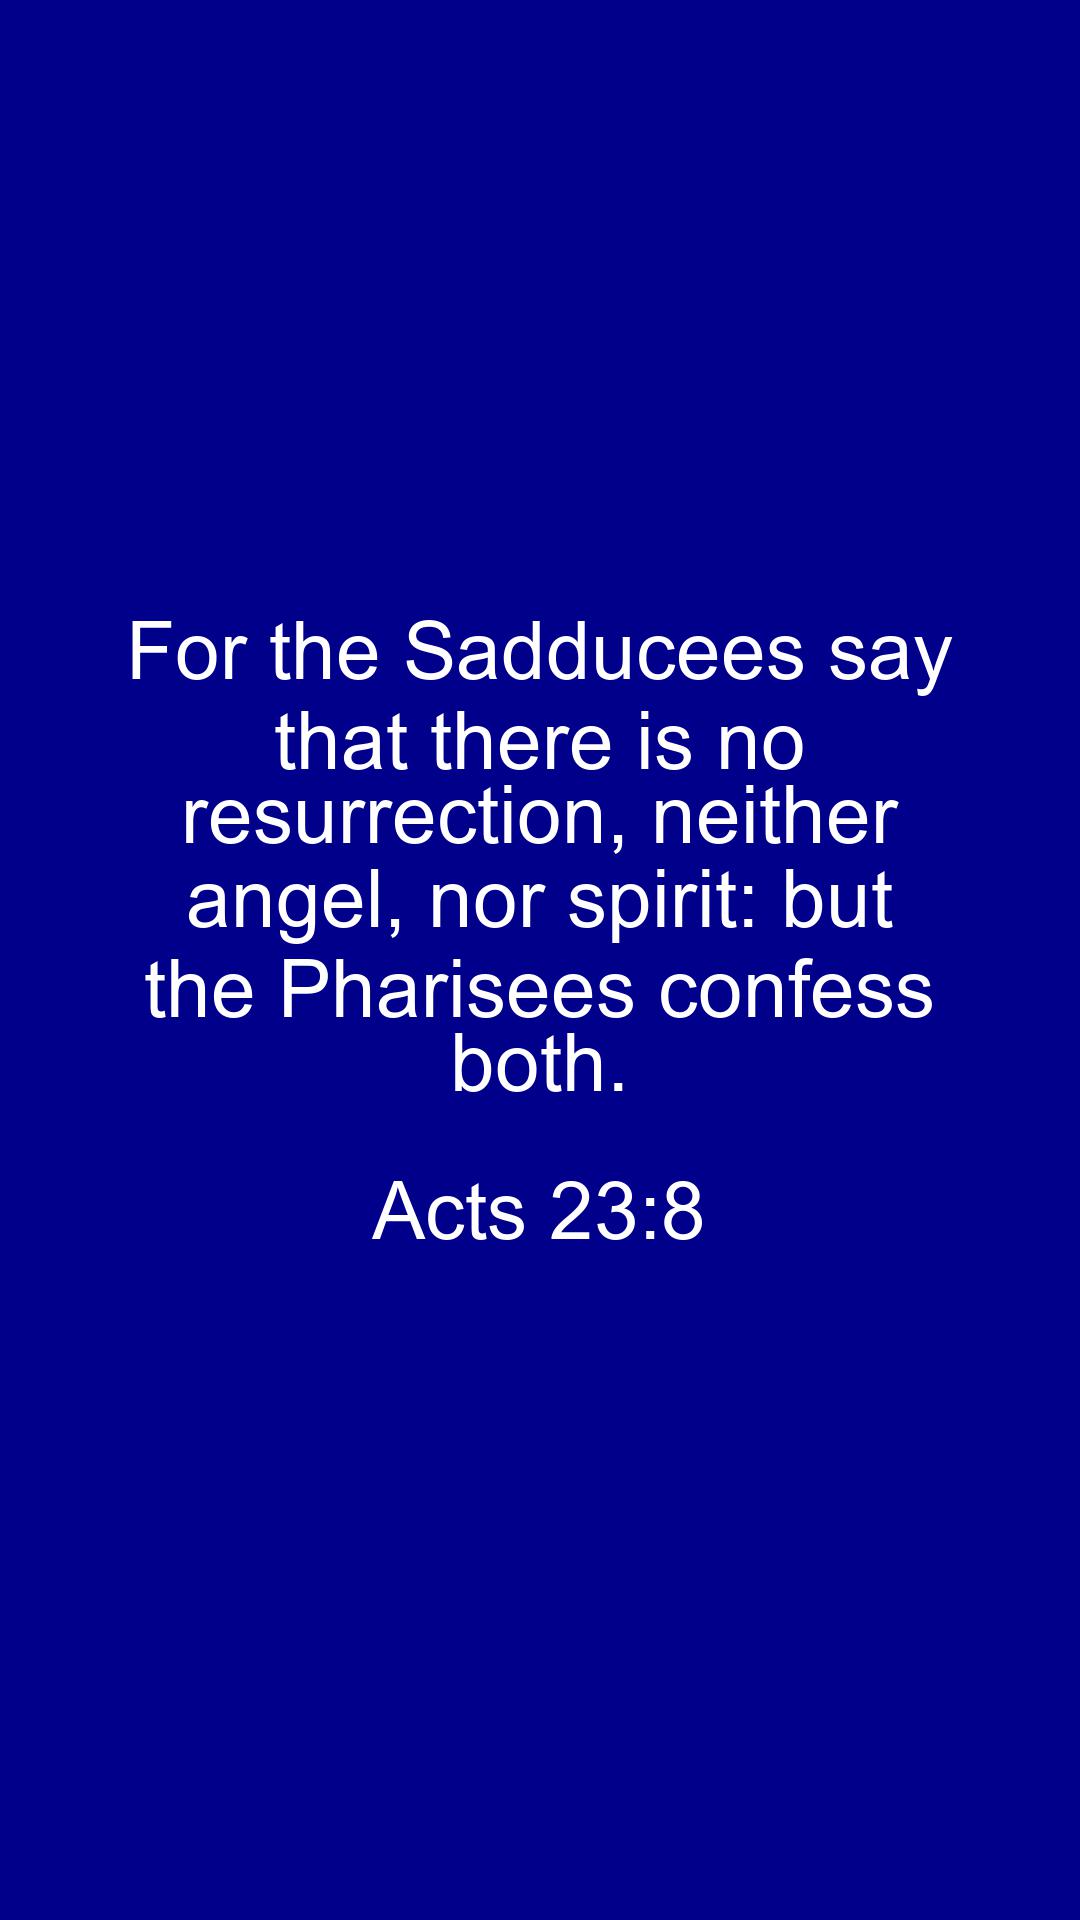 For the Sadducees say
that there is no
resurrection, neither
angel, nor spirit: but
the Pharisees confess
both.
Acts 23:8